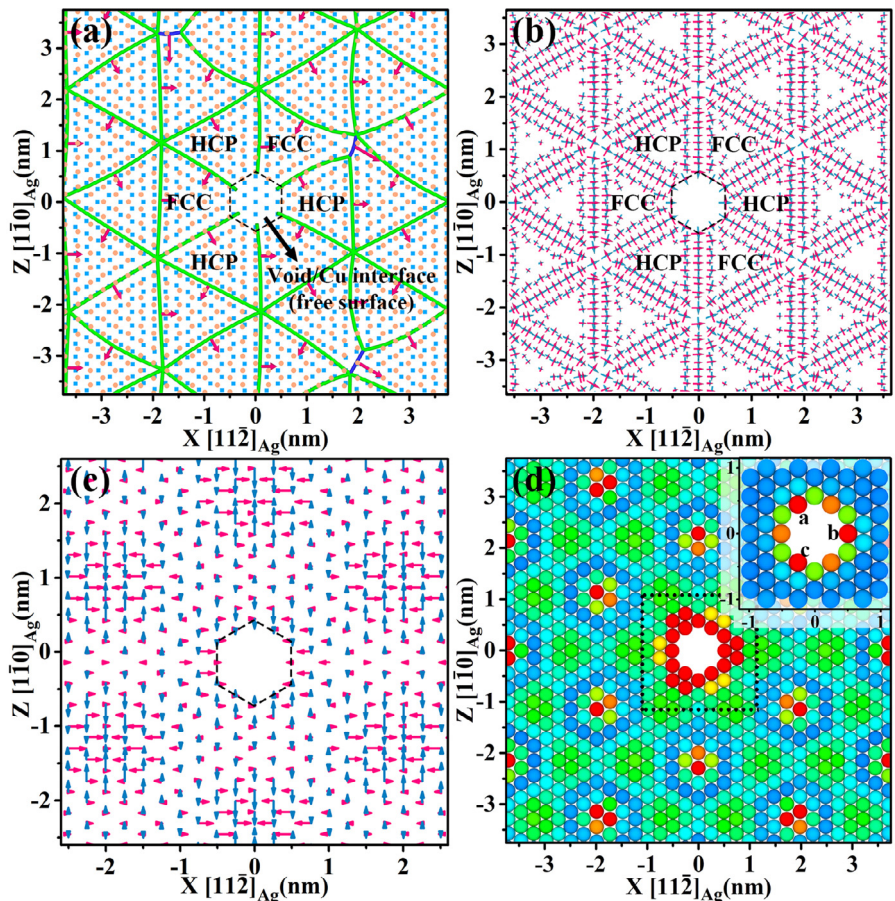 (a)
3
2
1
0
-1
-2
-3
Z [11̄0]Ag(nm)
HCP FCC
FCC HCP
HCP
Void/Cu interface
(free surface)
-3 -2 -1 0 1 2 3
X [112̄]Ag(nm)
(b)
3
2
1
0
-1
-2
-3
Z [11̄0]Ag(nm)
HCP FCC
FCC HCP
HCP FCC
-3 -2 -1 0 1 2 3
X [112̄]Ag(nm)
(c)
2
1
0
-1
-2
Z [11̄0]Ag(nm)
-2 -1 0 1 2
X [112̄]Ag(nm)
(d)
3
2
1
0
-1
-2
-3
Z [11̄0]Ag(nm)
1
0
-1
a
b
c
-1 0 1
-3 -2 -1 0 1 2 3
X [112̄]Ag(nm)